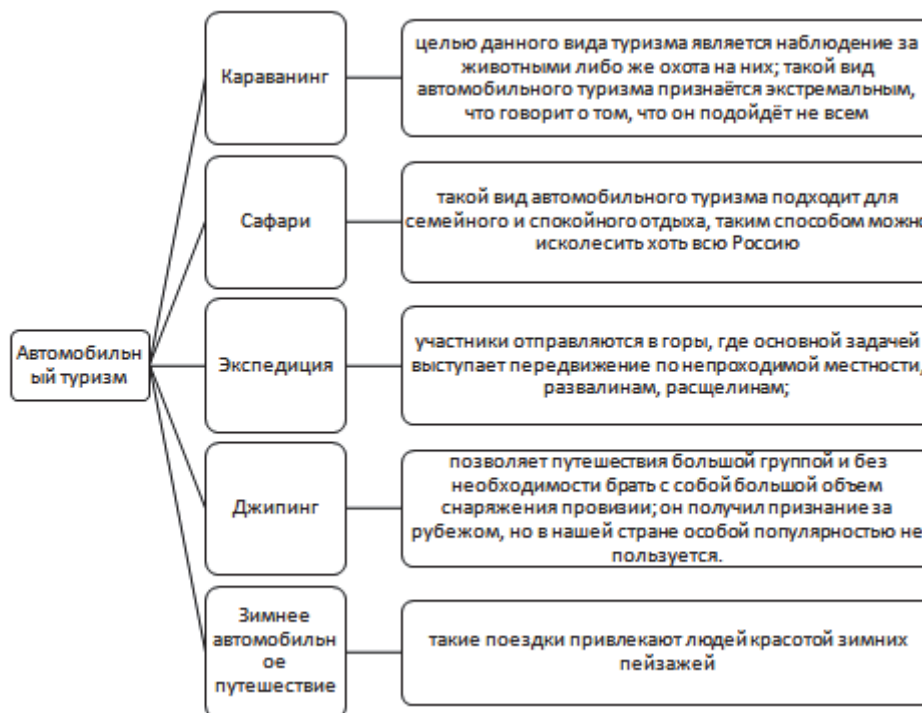 Автомобильн
ый туризм
Караванинг
целью данного вида туризма является наблюдение за
животными либо же охота на них; такой вид
автомобильного туризма признаётся экстремальным,
что говорит о том, что он подойдёт не всем
Сафари
такой вид автомобильного туризма подходит для
семейного и спокойного отдыха, таким способом можно
исколесить хоть всю Россию
Экспедиция
участники отправляются в горы, где основной задачей
выступает передвижение по непроходимой местности,
развалинам, расщелинам;
Джипинг
позволяет путешествия большой группой и без
необходимости брать с собой большой объем
снаряжения провизии; он получил признание за
рубежом, но в нашей стране особой популярностью не
пользуется.
Зимнее
автомобильн
ое
путешествие
такие поездки привлекают людей красотой зимних
пейзажей